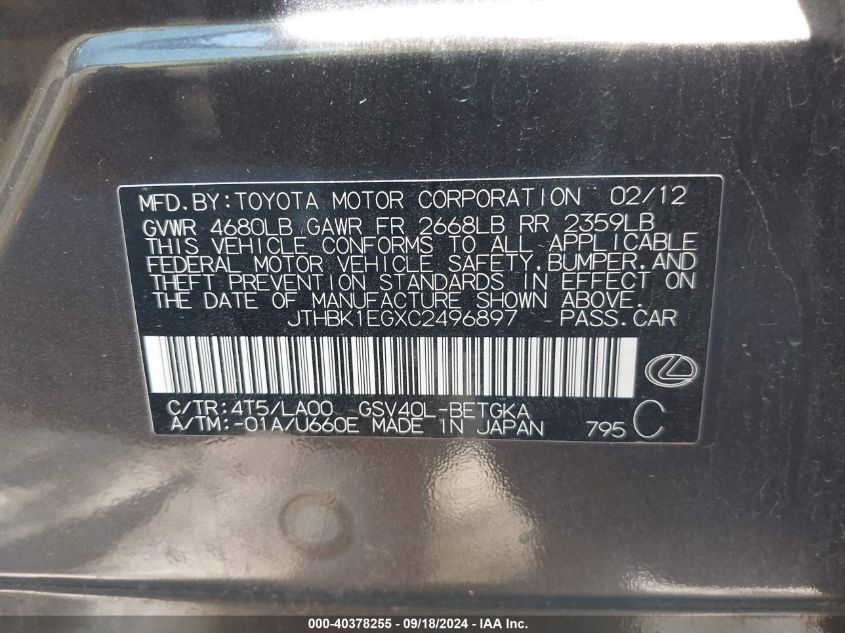 MFD.BY:TOYOTA MOTOR CORPORATION 02/12
GVWR 4680LB GAWR FR 2668LB RR 2359LB
THIS VEHICLE CONFORMS TO ALL APPLICABLE
FEDERAL MOTOR VEHICLE SAFETY,BUMPER,AND
THEFT PREVENTION STANDARDS IN EFFECT ON
THE DATE OF MANUFACTURE SHOWN ABOVE.
JTHBK1EGXC2496897 PASS.CAR
C/TR:4T5/LA00 GSV40L-BETGKA
A/TM:-01A/U660E MADE IN JAPAN 795 C
000-40378255 - 09/18/2024 - IAA Inc.